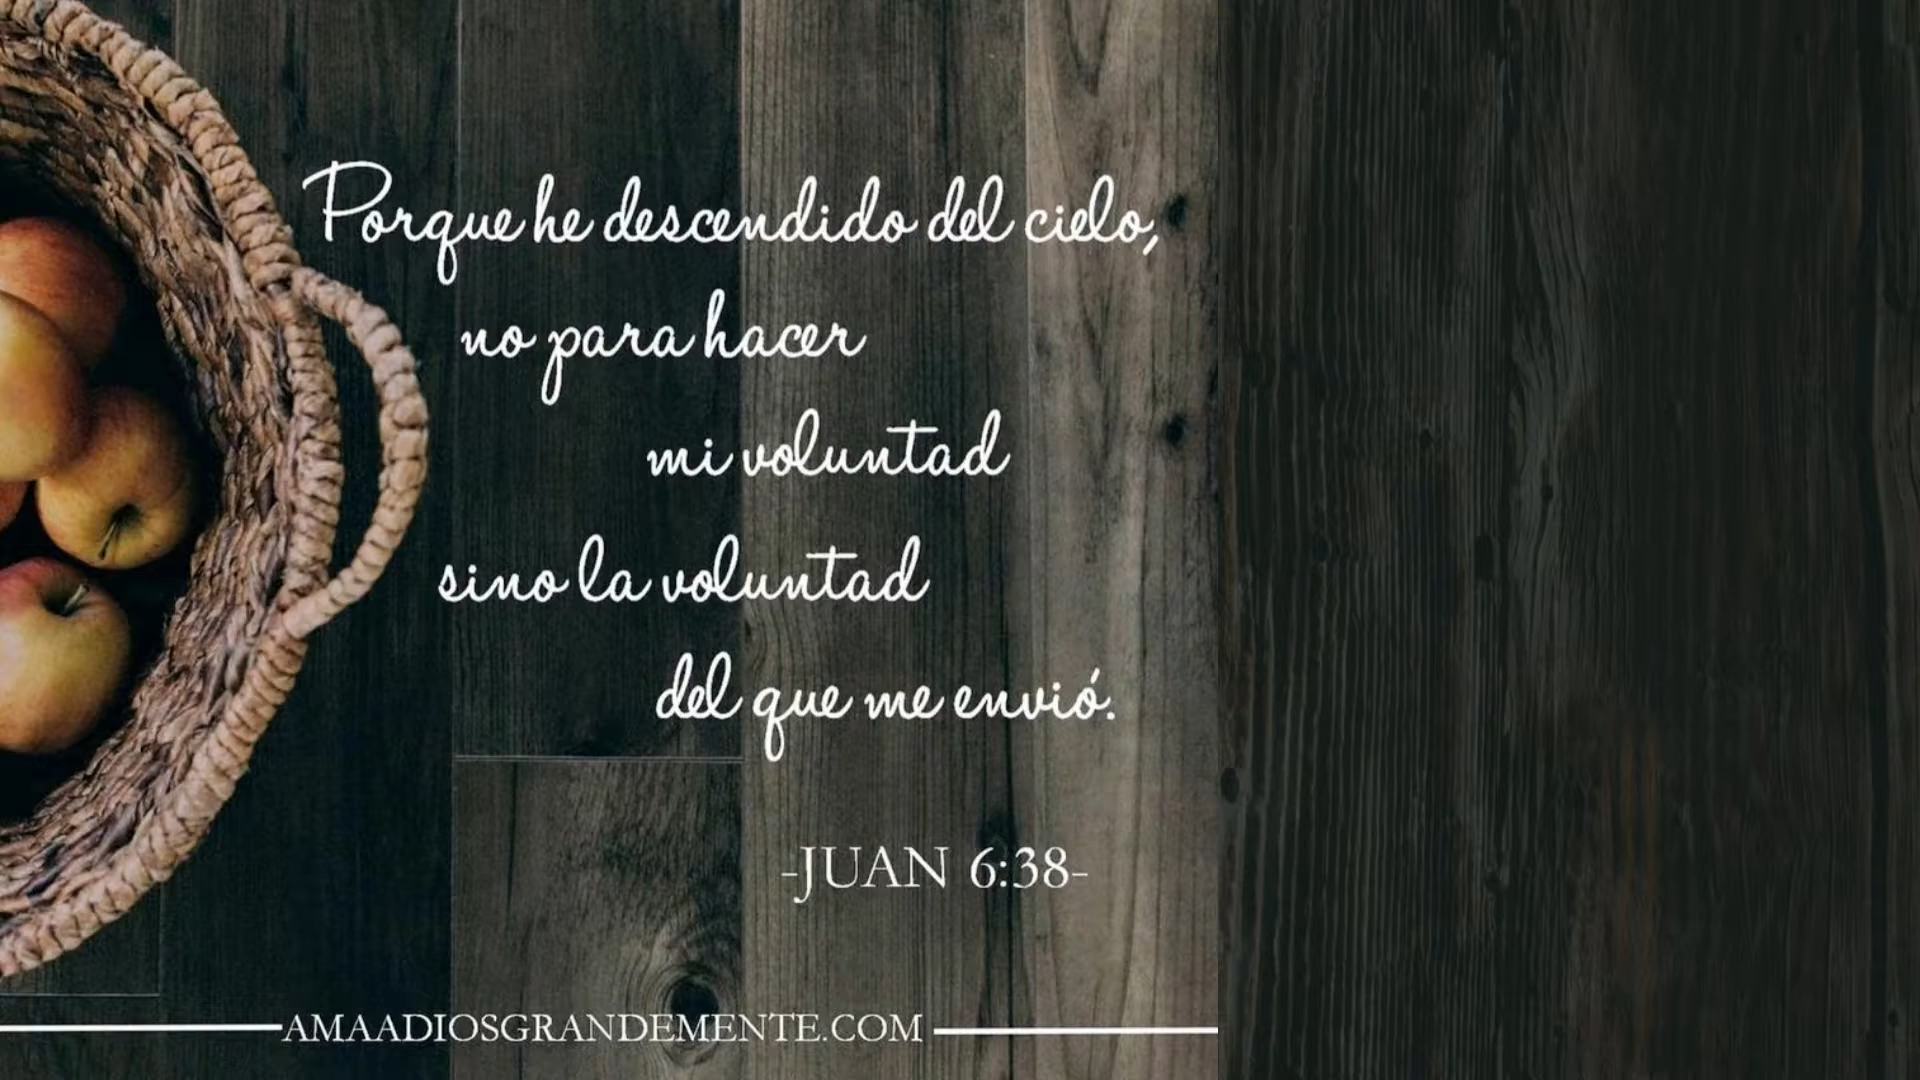 Porque he descendido del cielo,
no para hacer
mi voluntad
sino la voluntad
del que me envió.
-JUAN 6:38-
AMAADIOSGRANDEMENTE.COM